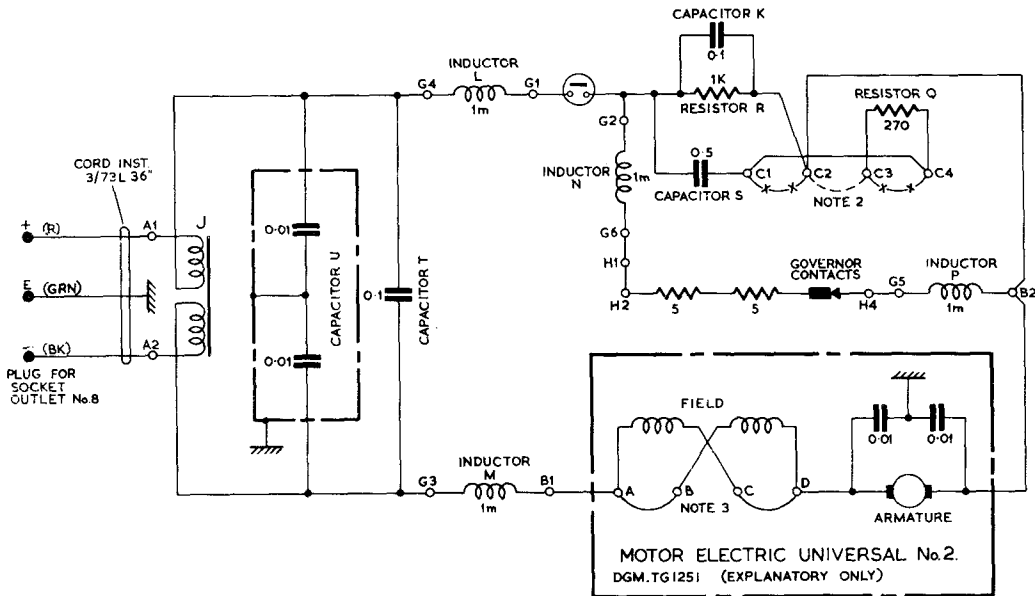 CAPACITOR K
0·1
1K
RESISTOR R
RESISTOR Q
270
G4
INDUCTOR
L
1m
G1
G2
INDUCTOR
N
1m
G6
H1
H2
0·5
CAPACITOR S
C1
C2
C3
C4
NOTE 2
CORD INST.
3/73L 36"
+
(R)
A1
J
E
(GRN)
-
(BK)
A2
PLUG FOR
SOCKET
OUTLET No.8
0·01
0·01
CAPACITOR U
0·1
CAPACITOR T
5
5
GOVERNOR
CONTACTS
H4
G5
INDUCTOR
P
1m
B2
G3
INDUCTOR
M
1m
B1
FIELD
A
B
C
D
NOTE 3
0·01
0·01
ARMATURE
MOTOR ELECTRIC UNIVERSAL No.2.
DGM.TG1251 (EXPLANATORY ONLY)